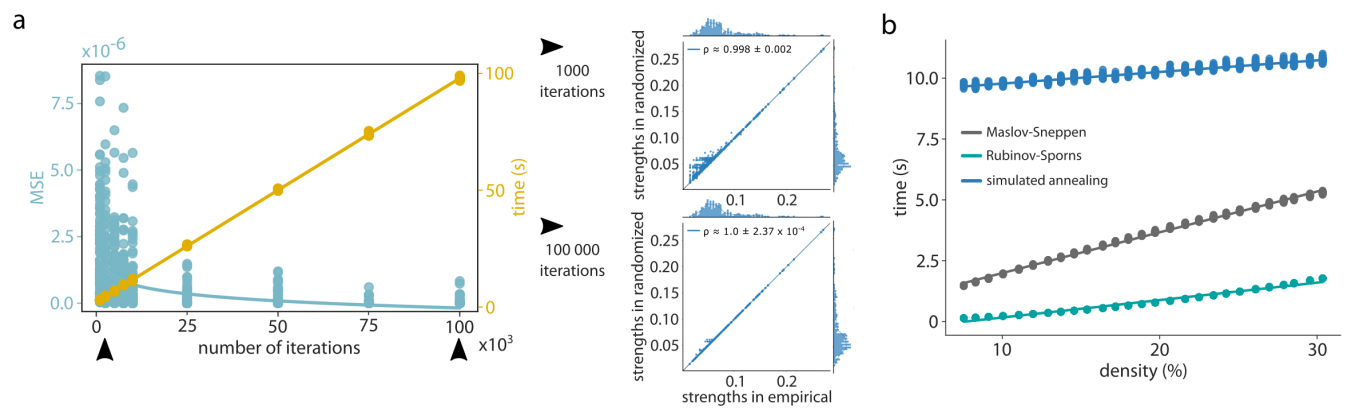 a
x10⁻⁶
MSE
7.5
5.0
2.5
0.0
100
50
0
time (s)
0
25
50
75
100
number of iterations
x10³
1000
iterations
100 000
iterations
strengths in randomized
ρ ≈ 0.998 ± 0.002
0.25
0.20
0.15
0.10
0.05
0.1
0.2
strengths in randomized
ρ ≈ 1.0 ± 2.37 x 10⁻⁴
0.25
0.20
0.15
0.10
0.05
0.1
0.2
strengths in empirical
b
time (s)
10.0
7.5
5.0
2.5
0
Maslov-Sneppen
Rubinov-Sporns
simulated annealing
10
20
30
density (%)